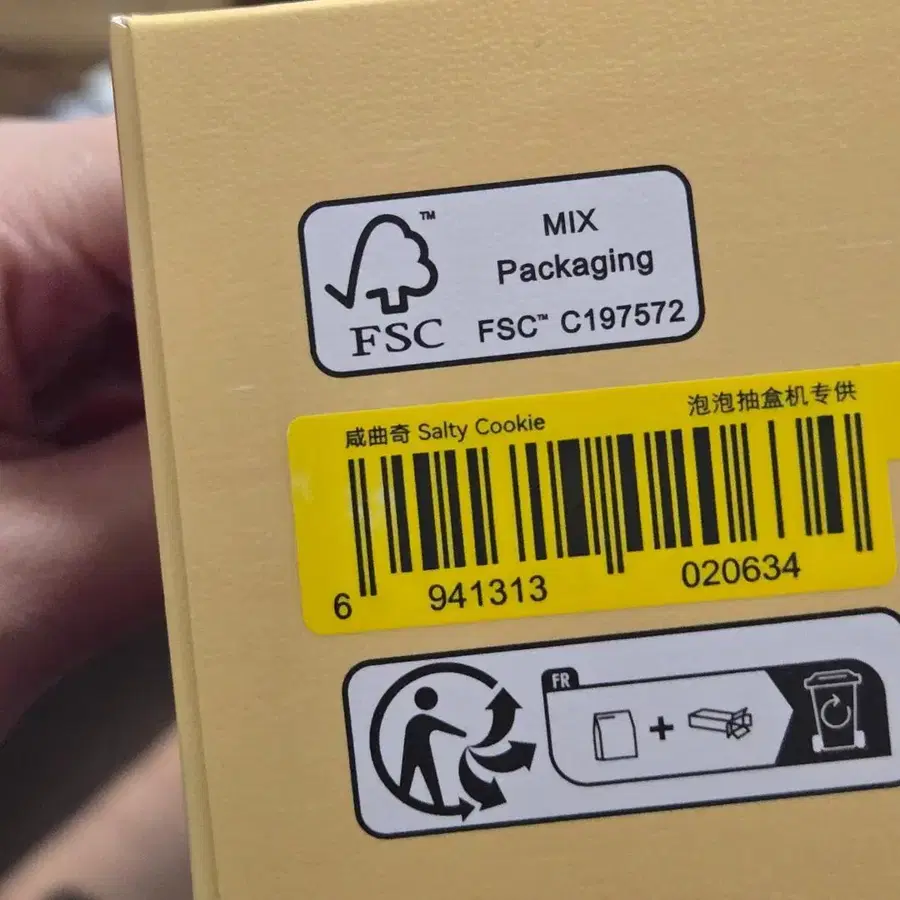 ™
MIX
Packaging
FSC
FSC™ C197572
咸曲奇 Salty Cookie
泡泡抽盒机专供
6 941313 020634
FR